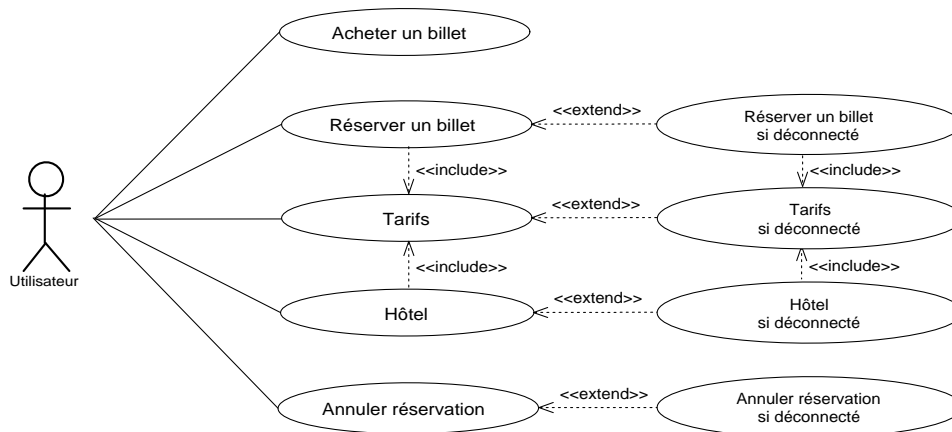 Acheter un billet
Réserver un billet
<<extend>>
Réserver un billet
si déconnecté
<<include>>
<<include>>
Tarifs
<<extend>>
Tarifs
si déconnecté
Utilisateur
<<include>>
<<include>>
Hôtel
<<extend>>
Hôtel
si déconnecté
Annuler réservation
<<extend>>
Annuler réservation
si déconnecté